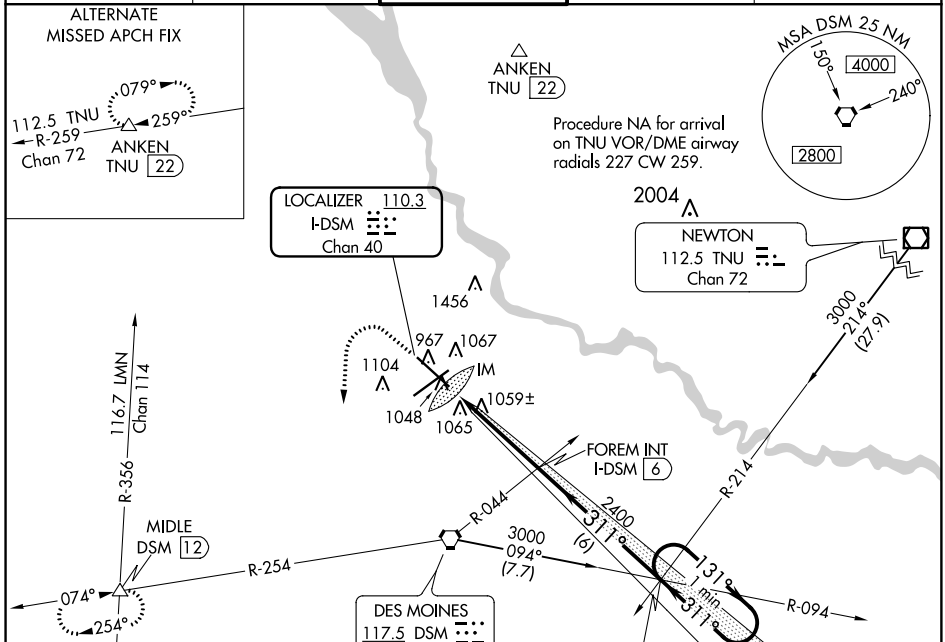 ALTERNATE
MISSED APCH FIX
079°
112.5 TNU
R-259
Chan 72
259°
ANKEN
TNU 22
ANKEN
TNU 22
MSA DSM 25 NM
150°
4000
240°
2800
Procedure NA for arrival
on TNU VOR/DME airway
radials 227 CW 259.
LOCALIZER 110.3
I-DSM
Chan 40
2004
NEWTON
112.5 TNU
Chan 72
3000
214°
(27.9)
1456
967
1067
1104
IM
1048
1059±
1065
116.7 LMN
Chan 114
R-356
FOREM INT
I-DSM 6
R-214
R-044
2400
311°
(6)
MIDLE
DSM 12
R-254
3000
094°
(7.7)
131°
1 min
311°
R-094
074°
254°
DES MOINES
117.5 DSM